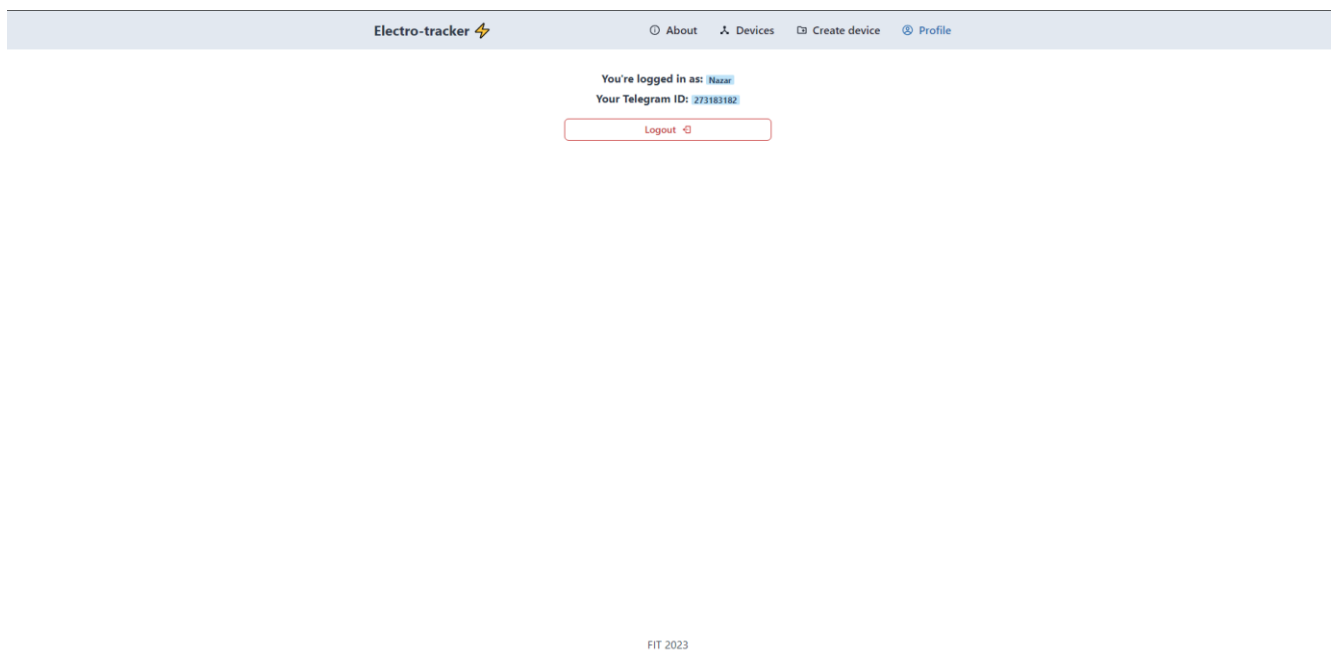 Electro-tracker ⚡ About Devices Create device Profile
You're logged in as: Nazar
Your Telegram ID: 273183182
Logout
FIT 2023